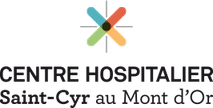 CENTRE HOSPITALIER
Saint-Cyr au Mont d'Or